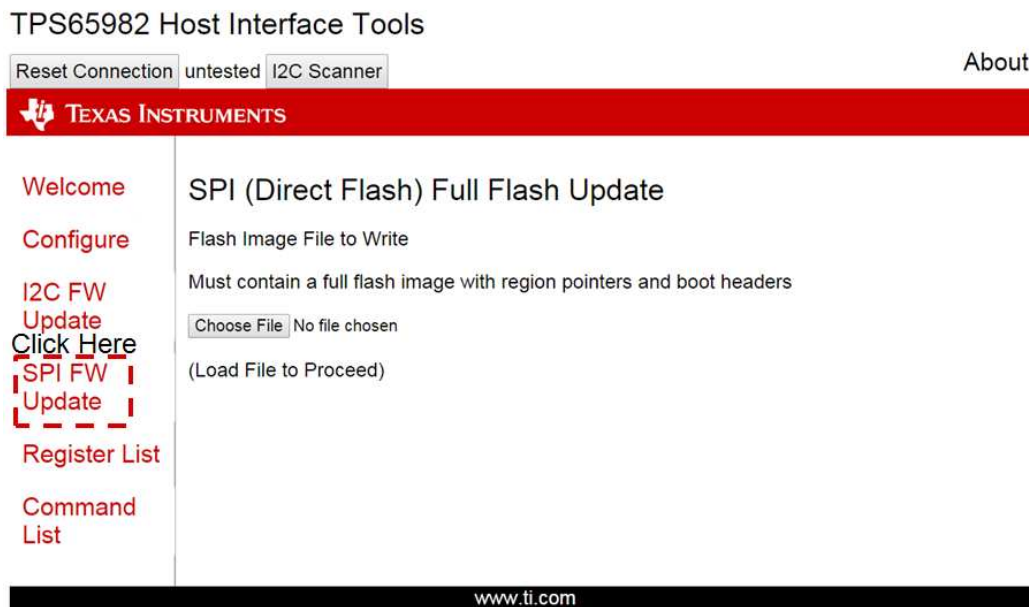 TPS65982 Host Interface Tools
Reset Connection untested I2C Scanner
About
TEXAS INSTRUMENTS
Welcome
Configure
I2C FW
Update
Click Here
SPI FW
Update
Register List
Command
List
SPI (Direct Flash) Full Flash Update
Flash Image File to Write
Must contain a full flash image with region pointers and boot headers
Choose File No file chosen
(Load File to Proceed)
www.ti.com